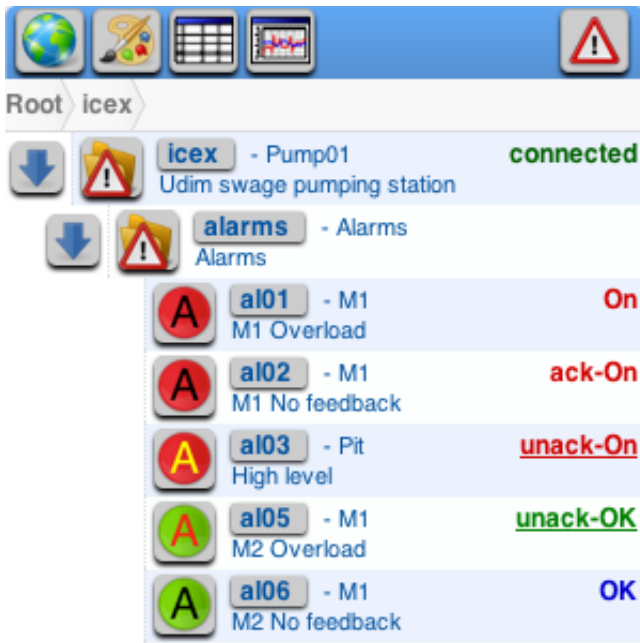 Root icex
icex - Pump01 connected
Udim swage pumping station
alarms - Alarms
Alarms
A al01 - M1 On
M1 Overload
A al02 - M1 ack-On
M1 No feedback
A al03 - Pit unack-On
High level
A al05 - M1 unack-OK
M2 Overload
A al06 - M1 OK
M2 No feedback